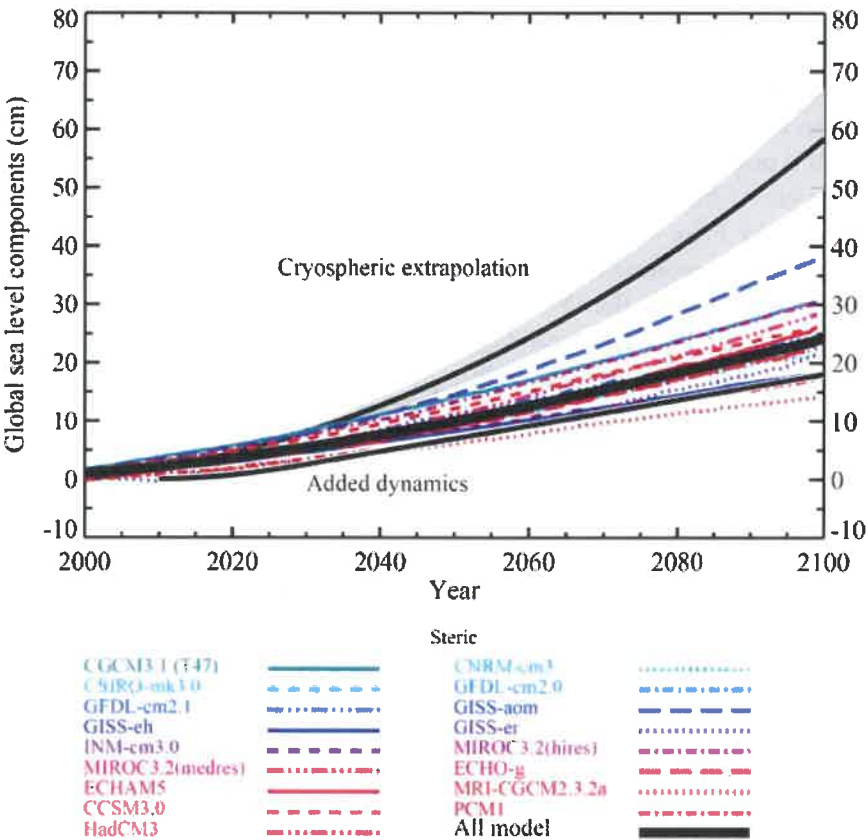 80 80
70 70
60 60
50 50
40 40
30 30
20 20
10 10
0 0
-10 -10
Global sea level components (cm)
Cryospheric extrapolation
Added dynamics
2000 2020 2040 2060 2080 2100
Year
Steric
CGCM3.1 (T47) CNRM-cm3
CSIRO-mk3.0 GFDL-cm2.0
GFDL-cm2.1 GISS-aom
GISS-eh GISS-er
INM-cm3.0 MIROC3.2(hires)
MIROC3.2(medres) ECHO-g
ECHAM5 MRI-CGCM2.3.2a
CCSM3.0 PCM1
HadCM3 All model